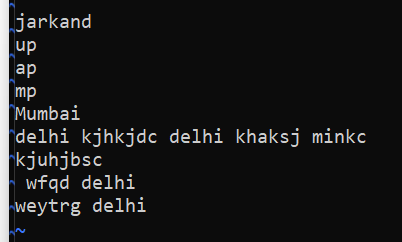 jarkand
up
ap
mp
Mumbai
delhi kjhkjdc delhi khaksj minkc
kjuhjbsc
 wfqd delhi
weytrg delhi
~